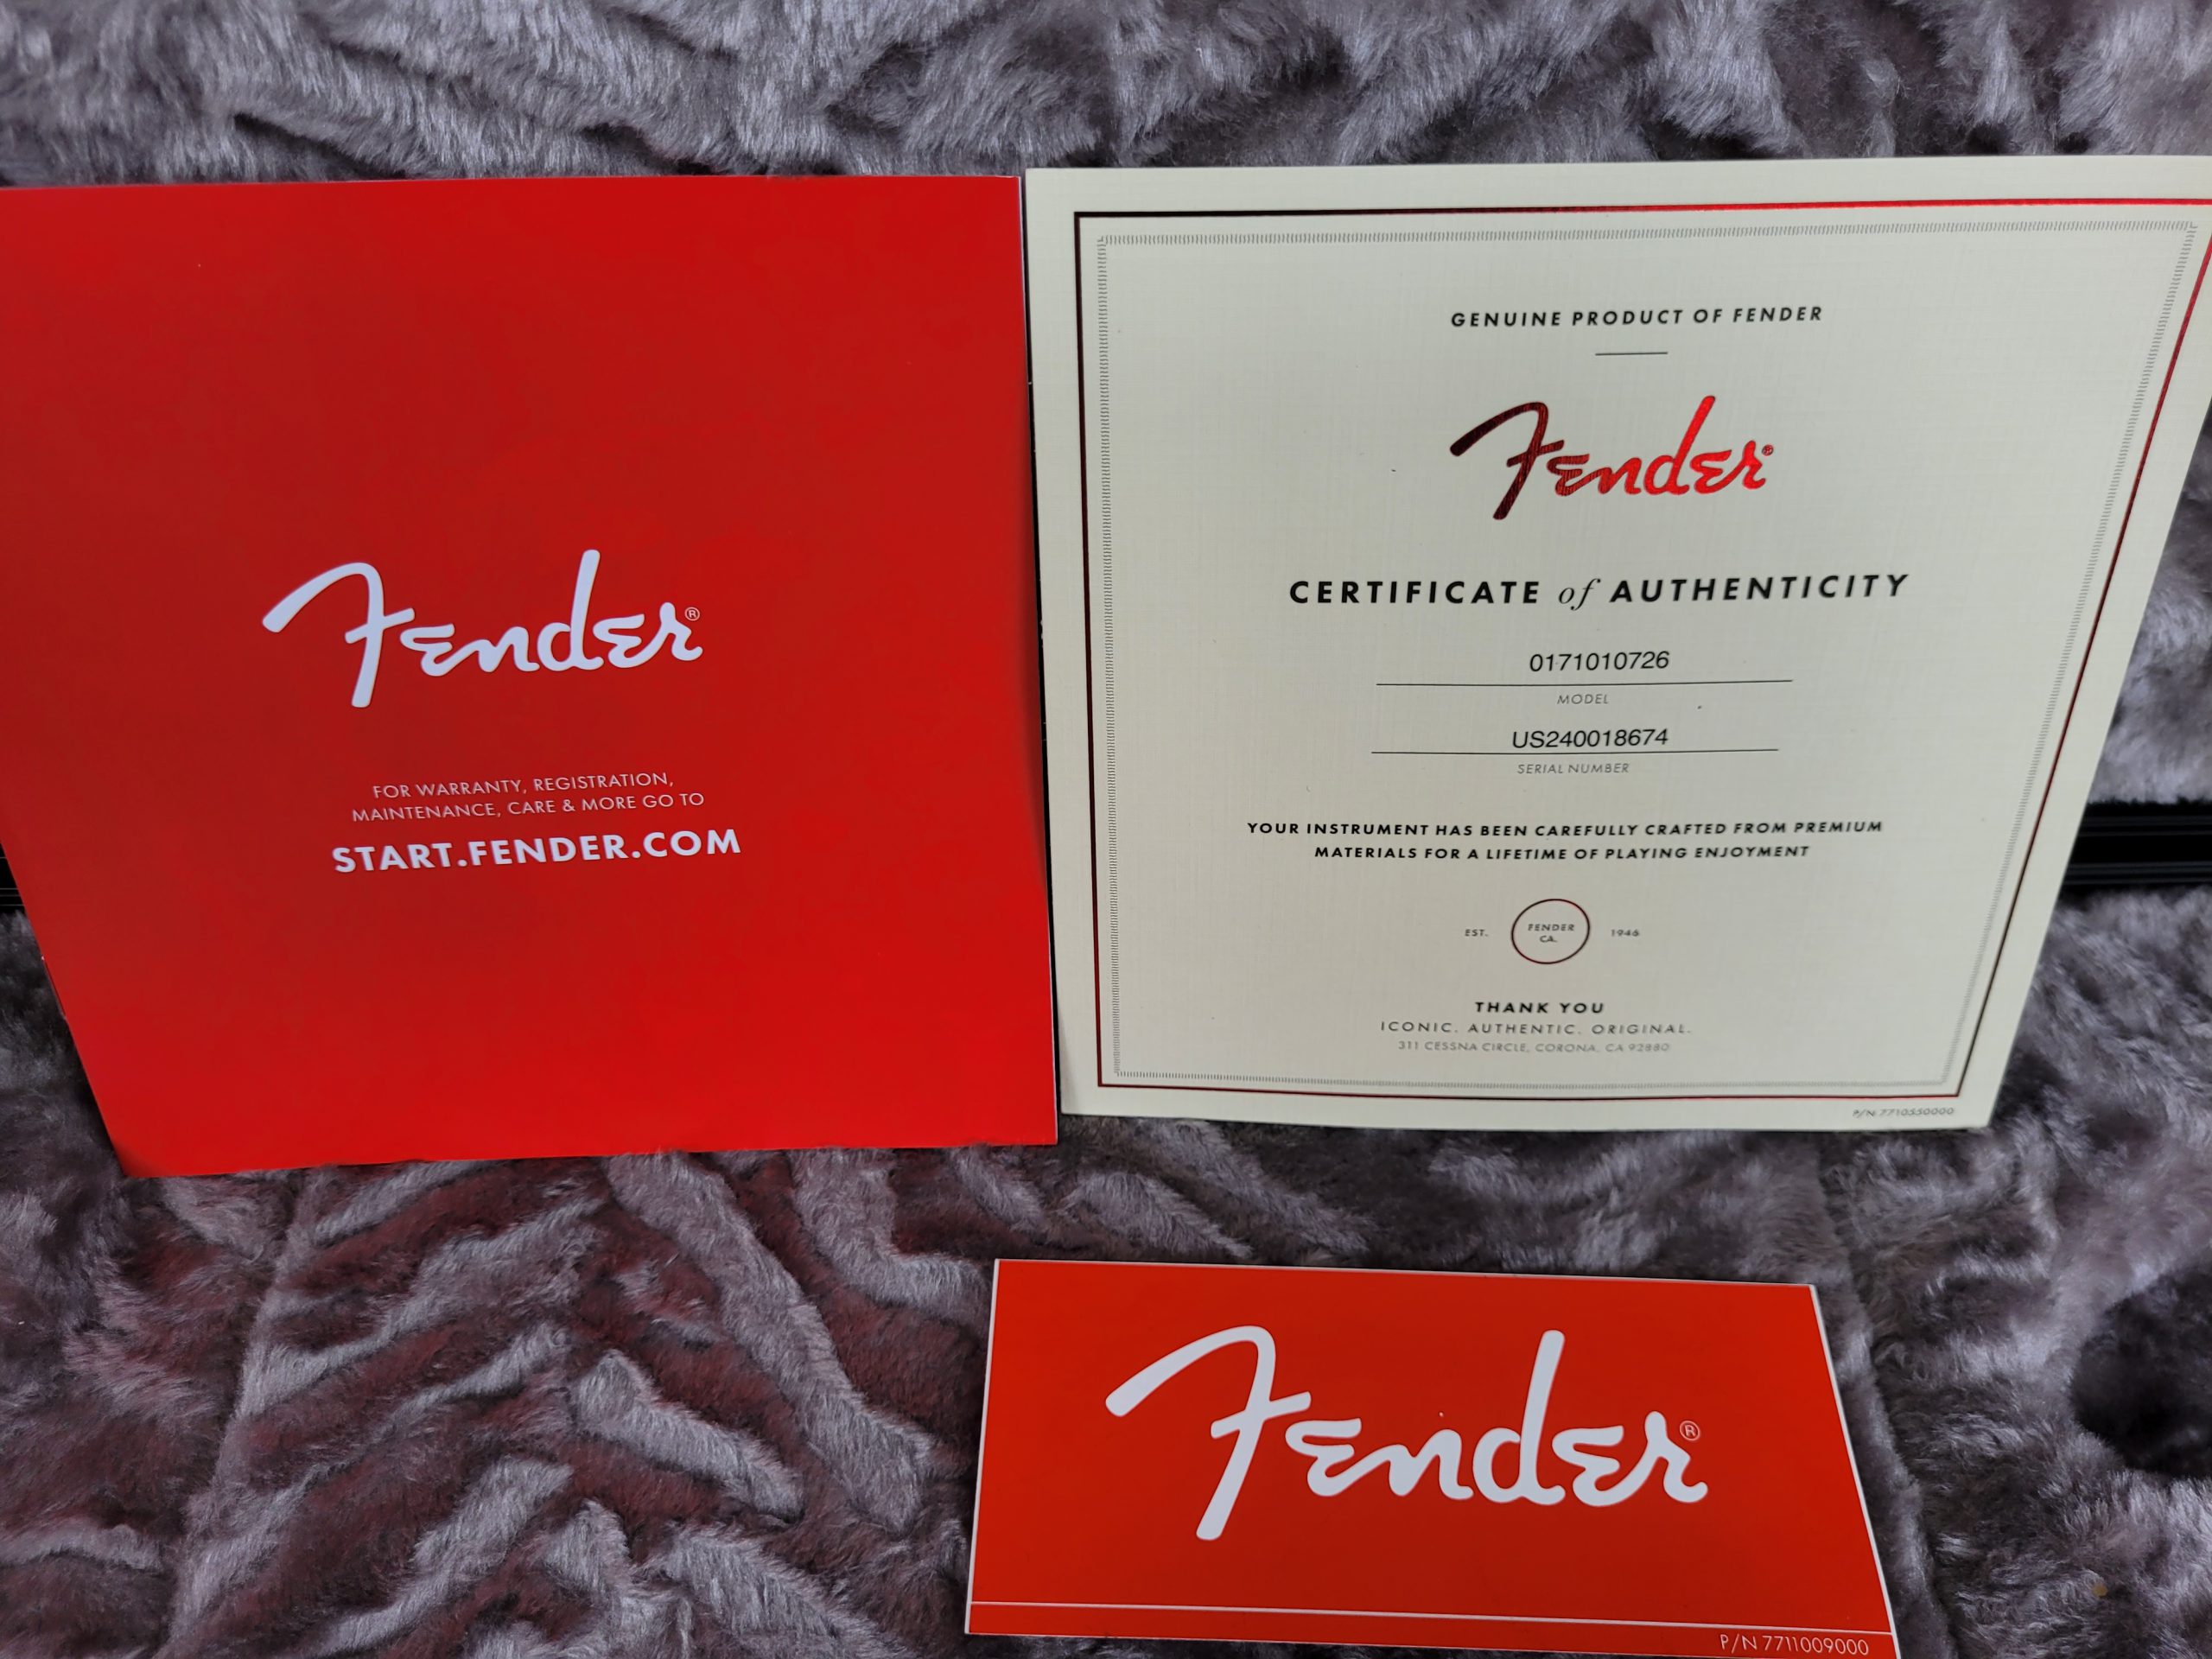 Fender®
FOR WARRANTY, REGISTRATION,
MAINTENANCE, CARE & MORE GO TO
START.FENDER.COM
GENUINE PRODUCT OF FENDER
Fender®
CERTIFICATE of AUTHENTICITY
0171010726
MODEL
US240018674
SERIAL NUMBER
YOUR INSTRUMENT HAS BEEN CAREFULLY CRAFTED FROM PREMIUM
MATERIALS FOR A LIFETIME OF PLAYING ENJOYMENT
EST. FENDER CA. 1946
THANK YOU
ICONIC. AUTHENTIC. ORIGINAL.
311 CESSNA CIRCLE, CORONA, CA 92880
P/N 7710550000
Fender®
P/N 7711009000